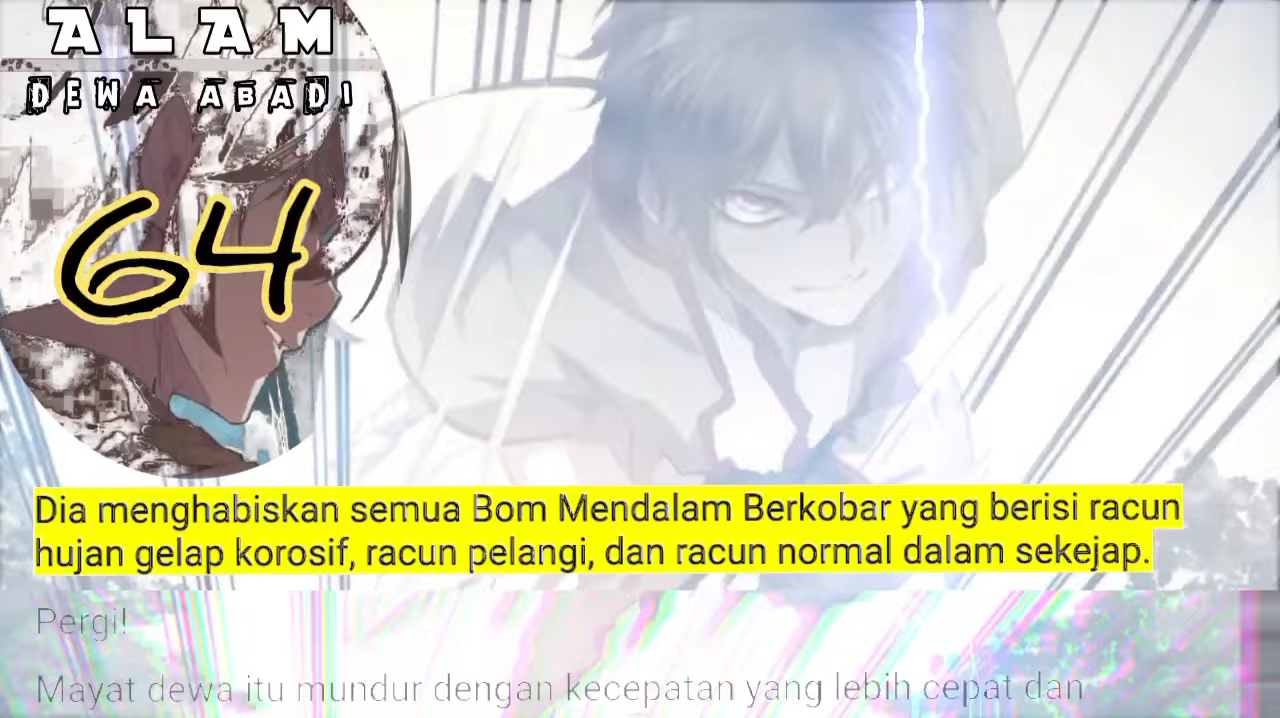 ALAM
DEWA ABADI
64
Dia menghabiskan semua Bom Mendalam Berkobar yang berisi racun
hujan gelap korosif, racun pelangi, dan racun normal dalam sekejap.
Pergi!
Mayat dewa itu mundur dengan kecepatan yang lebih cepat dan